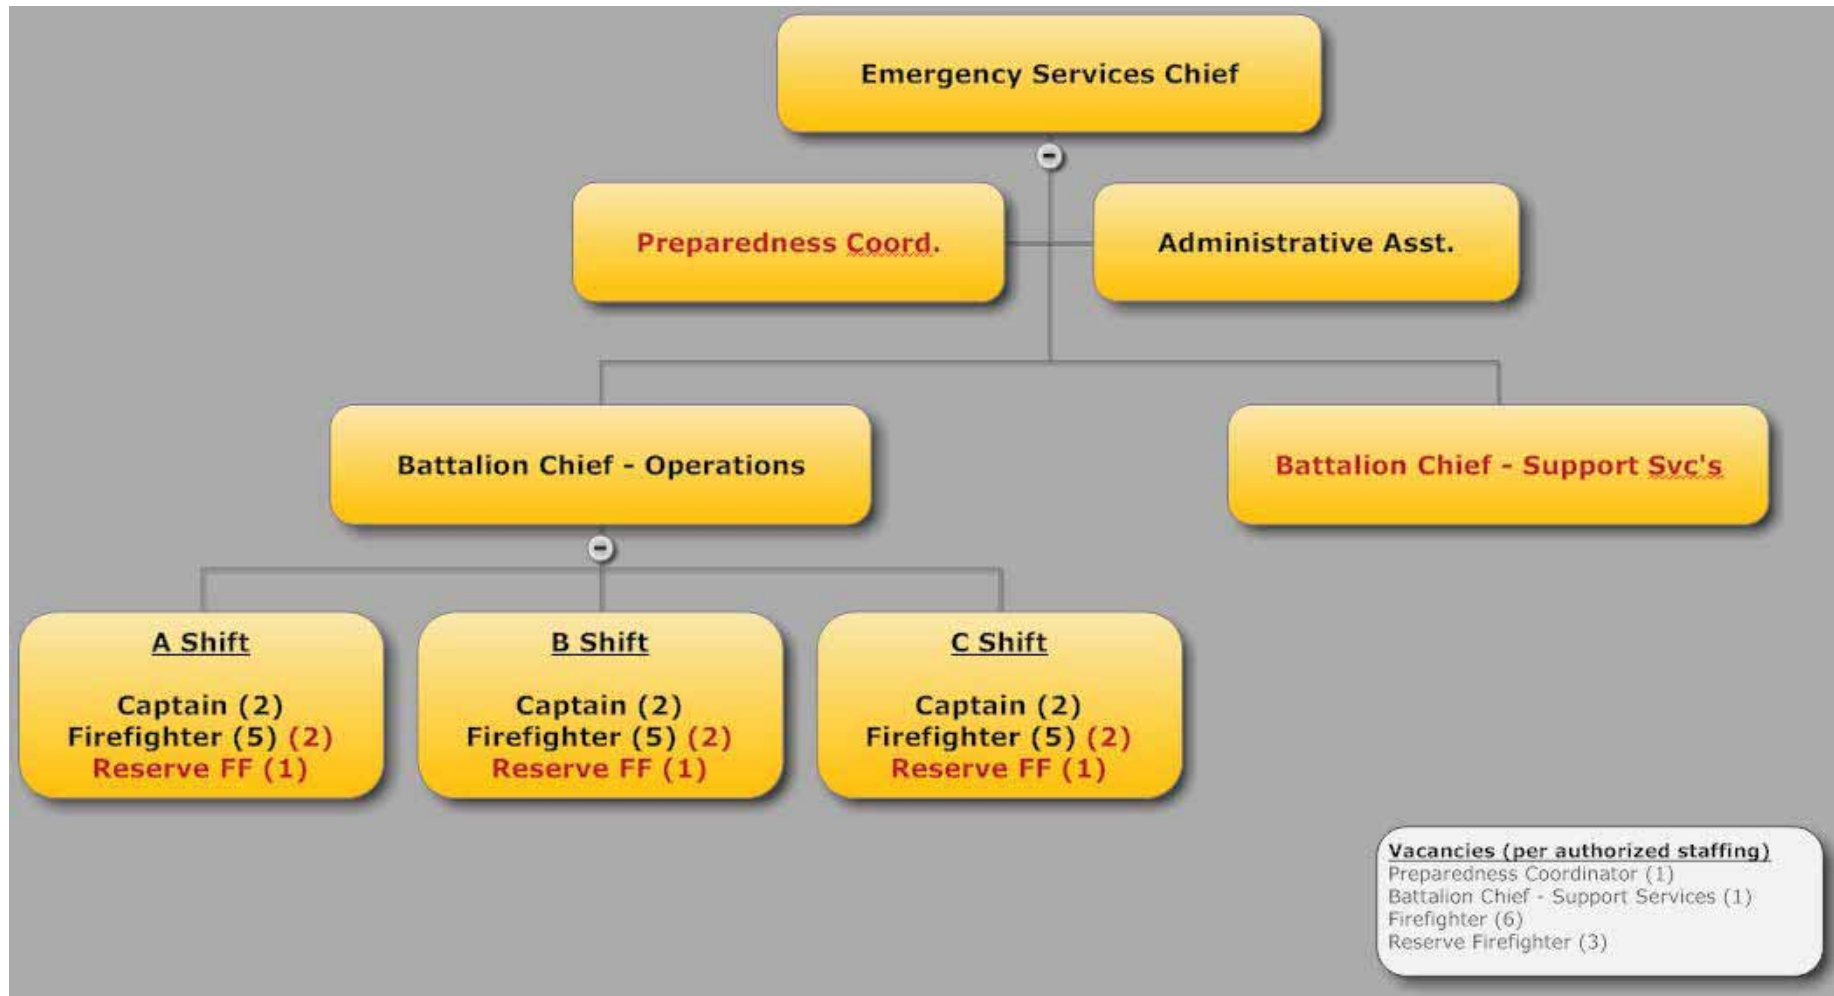 Emergency Services Chief
Preparedness Coord.
Administrative Asst.
Battalion Chief - Operations
Battalion Chief - Support Svc's
A Shift
Captain (2)
Firefighter (5) (2)
Reserve FF (1)
B Shift
Captain (2)
Firefighter (5) (2)
Reserve FF (1)
C Shift
Captain (2)
Firefighter (5) (2)
Reserve FF (1)
Vacancies (per authorized staffing)
Preparedness Coordinator (1)
Battalion Chief - Support Services (1)
Firefighter (6)
Reserve Firefighter (3)